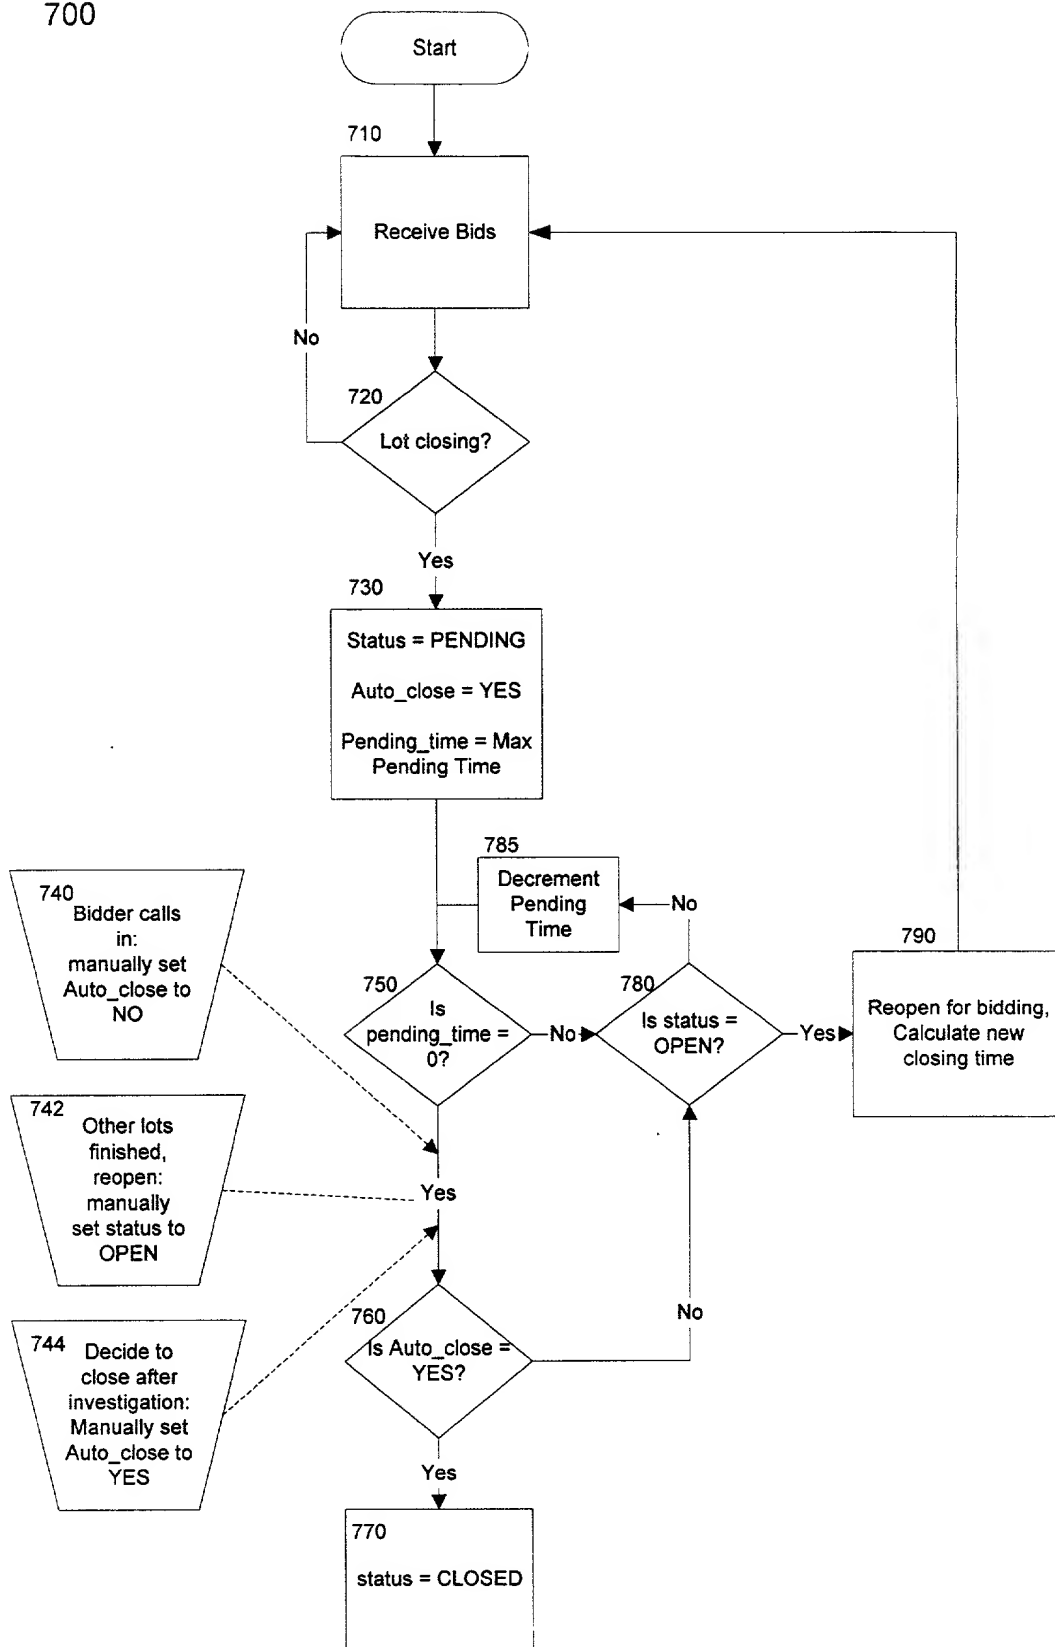 700
Start
710
Receive Bids
No
720
Lot closing?
Yes
730
Status = PENDING
Auto_close = YES
Pending_time = Max
Pending Time
785
Decrement
Pending
Time
No
740
Bidder calls
in:
manually set
Auto_close to
NO
750
Is
pending_time =
0?
No
780
Is status =
OPEN?
Yes
790
Reopen for bidding,
Calculate new
closing time
742
Other lots
finished,
reopen:
manually
set status to
OPEN
Yes
744
Decide to
close after
investigation:
Manually set
Auto_close to
YES
760
Is Auto_close =
YES?
No
Yes
770
status = CLOSED